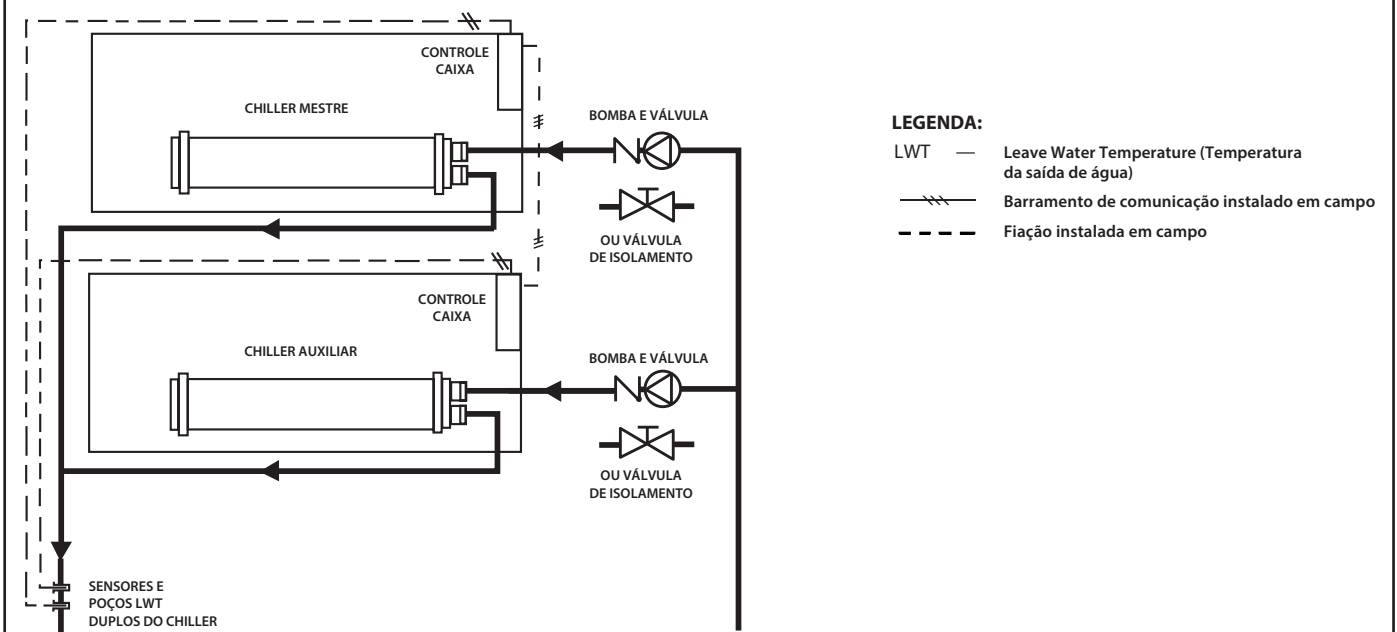 CONTROLE
CAIXA
CHILLER MESTRE
BOMBA E VÁLVULA
OU VÁLVULA
DE ISOLAMENTO
CONTROLE
CAIXA
CHILLER AUXILIAR
BOMBA E VÁLVULA
OU VÁLVULA
DE ISOLAMENTO
SENSORES E
POÇOS LWT
DUPLOS DO CHILLER
LEGENDA:
LWT — Leave Water Temperature (Temperatura
da saída de água)
Barramento de comunicação instalado em campo
Fiação instalada em campo